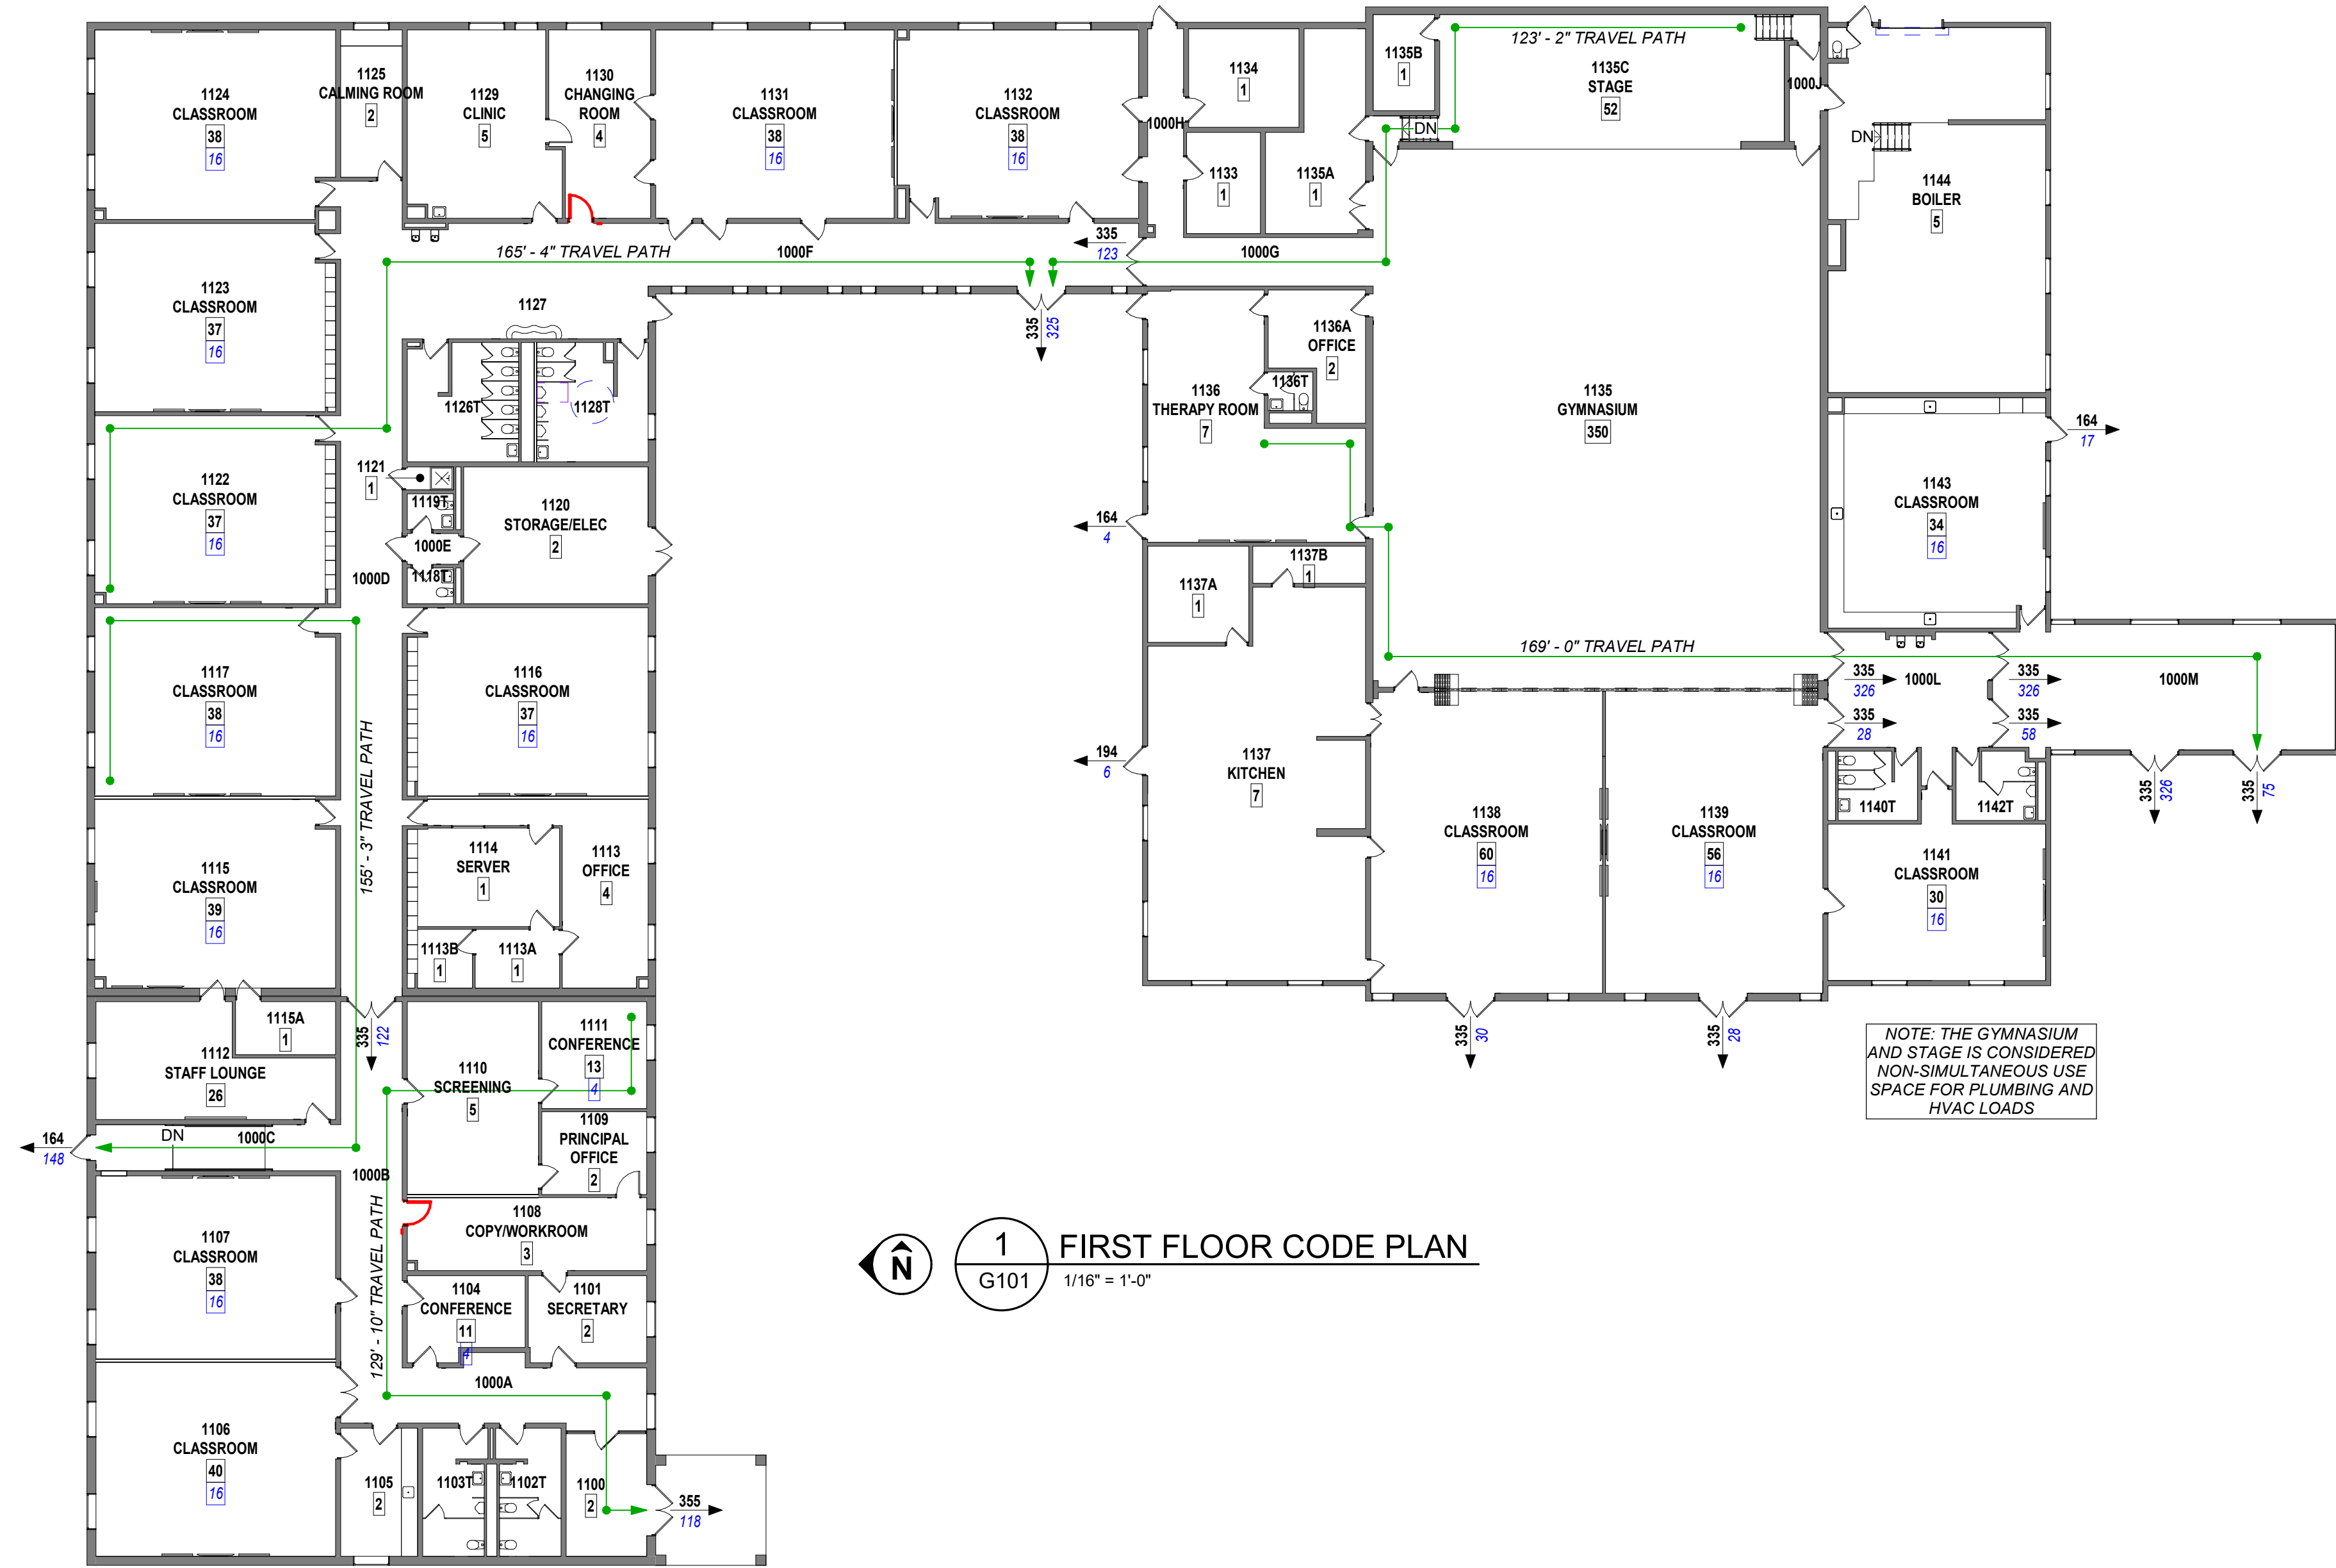 1124
CLASSROOM
38
16
1125
CALMING ROOM
2
1129
CLINIC
5
1130
CHANGING
ROOM
4
1131
CLASSROOM
38
16
1132
CLASSROOM
38
16
1000H
1134
1
1133
1
1135A
1
1135B
1
123' - 2" TRAVEL PATH
1135C
STAGE
52
DN
1000J
DN
1144
BOILER
5
165' - 4" TRAVEL PATH
1000F
335
123
1000G
1123
CLASSROOM
37
16
1127
335
325
1126T
1128T
1136
THERAPY ROOM
7
1136A
OFFICE
2
1136T
1135
GYMNASIUM
350
164
17
1122
CLASSROOM
37
16
1121
1
1119T
1000E
1118T
1120
STORAGE/ELEC
2
1000D
164
4
1137A
1
1137B
1
1143
CLASSROOM
34
16
1117
CLASSROOM
38
16
1116
CLASSROOM
37
16
169' - 0" TRAVEL PATH
335
326
1000L
335
326
1000M
335
28
335
58
155' - 3" TRAVEL PATH
194
6
1137
KITCHEN
7
1138
CLASSROOM
60
16
1139
CLASSROOM
56
16
1140T
1142T
335
326
335
75
1141
CLASSROOM
30
16
1115
CLASSROOM
39
16
1114
SERVER
1
1113
OFFICE
4
1113B
1
1113A
1
1115A
1
335
122
1112
STAFF LOUNGE
26
1110
SCREENING
5
1111
CONFERENCE
13
4
335
30
335
28
NOTE: THE GYMNASIUM
AND STAGE IS CONSIDERED
NON-SIMULTANEOUS USE
SPACE FOR PLUMBING AND
HVAC LOADS
164
148
DN
1000C
1000B
1109
PRINCIPAL
OFFICE
2
1107
CLASSROOM
38
16
129' - 10" TRAVEL PATH
1108
COPY/WORKROOM
3
1104
CONFERENCE
11
4
1101
SECRETARY
2
N
1
G101
FIRST FLOOR CODE PLAN
1/16" = 1'-0"
1000A
1106
CLASSROOM
40
16
1105
2
1103T
1102T
1100
2
355
118